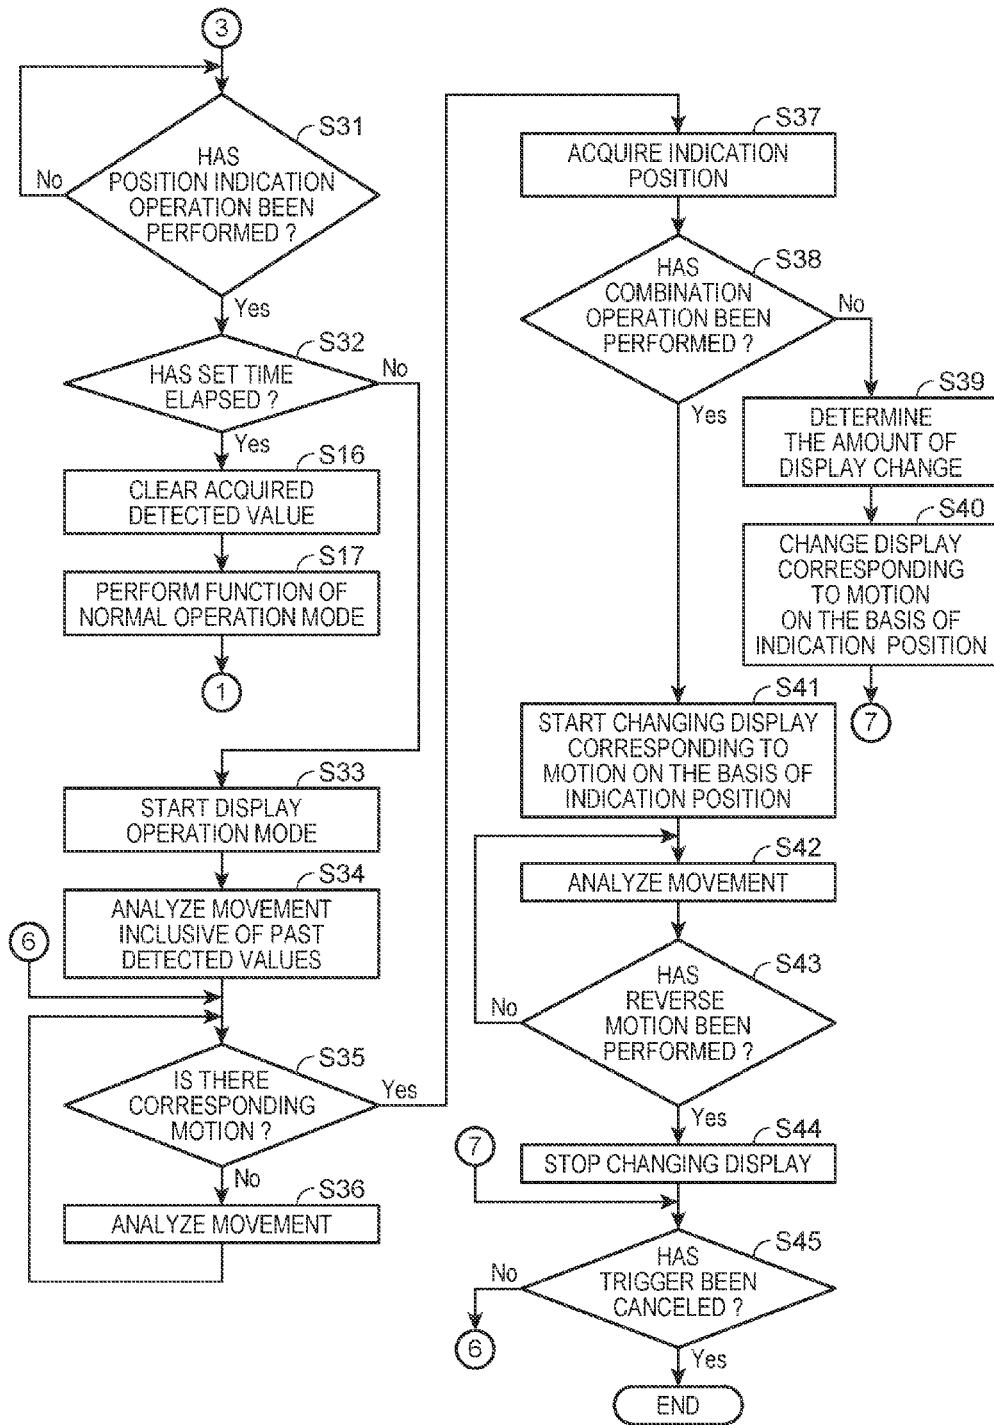 3
S31
HAS
POSITION INDICATION
OPERATION BEEN
PERFORMED ?
No
Yes
S32
HAS SET TIME
ELAPSED ?
No
Yes
S16
CLEAR ACQUIRED
DETECTED VALUE
S17
PERFORM FUNCTION OF
NORMAL OPERATION MODE
1
S33
START DISPLAY
OPERATION MODE
S34
ANALYZE MOVEMENT
INCLUSIVE OF PAST
DETECTED VALUES
6
S35
IS THERE
CORRESPONDING
MOTION ?
Yes
No
S36
ANALYZE MOVEMENT
S37
ACQUIRE INDICATION
POSITION
S38
HAS
COMBINATION
OPERATION BEEN
PERFORMED ?
No
Yes
S39
DETERMINE
THE AMOUNT OF
DISPLAY CHANGE
S40
CHANGE DISPLAY
CORRESPONDING
TO MOTION
ON THE BASIS OF
INDICATION POSITION
7
S41
START CHANGING DISPLAY
CORRESPONDING TO
MOTION ON THE BASIS OF
INDICATION POSITION
S42
ANALYZE MOVEMENT
S43
HAS
REVERSE
MOTION BEEN
PERFORMED ?
No
Yes
S44
STOP CHANGING DISPLAY
7
S45
HAS
TRIGGER BEEN
CANCELED ?
No
6
Yes
END